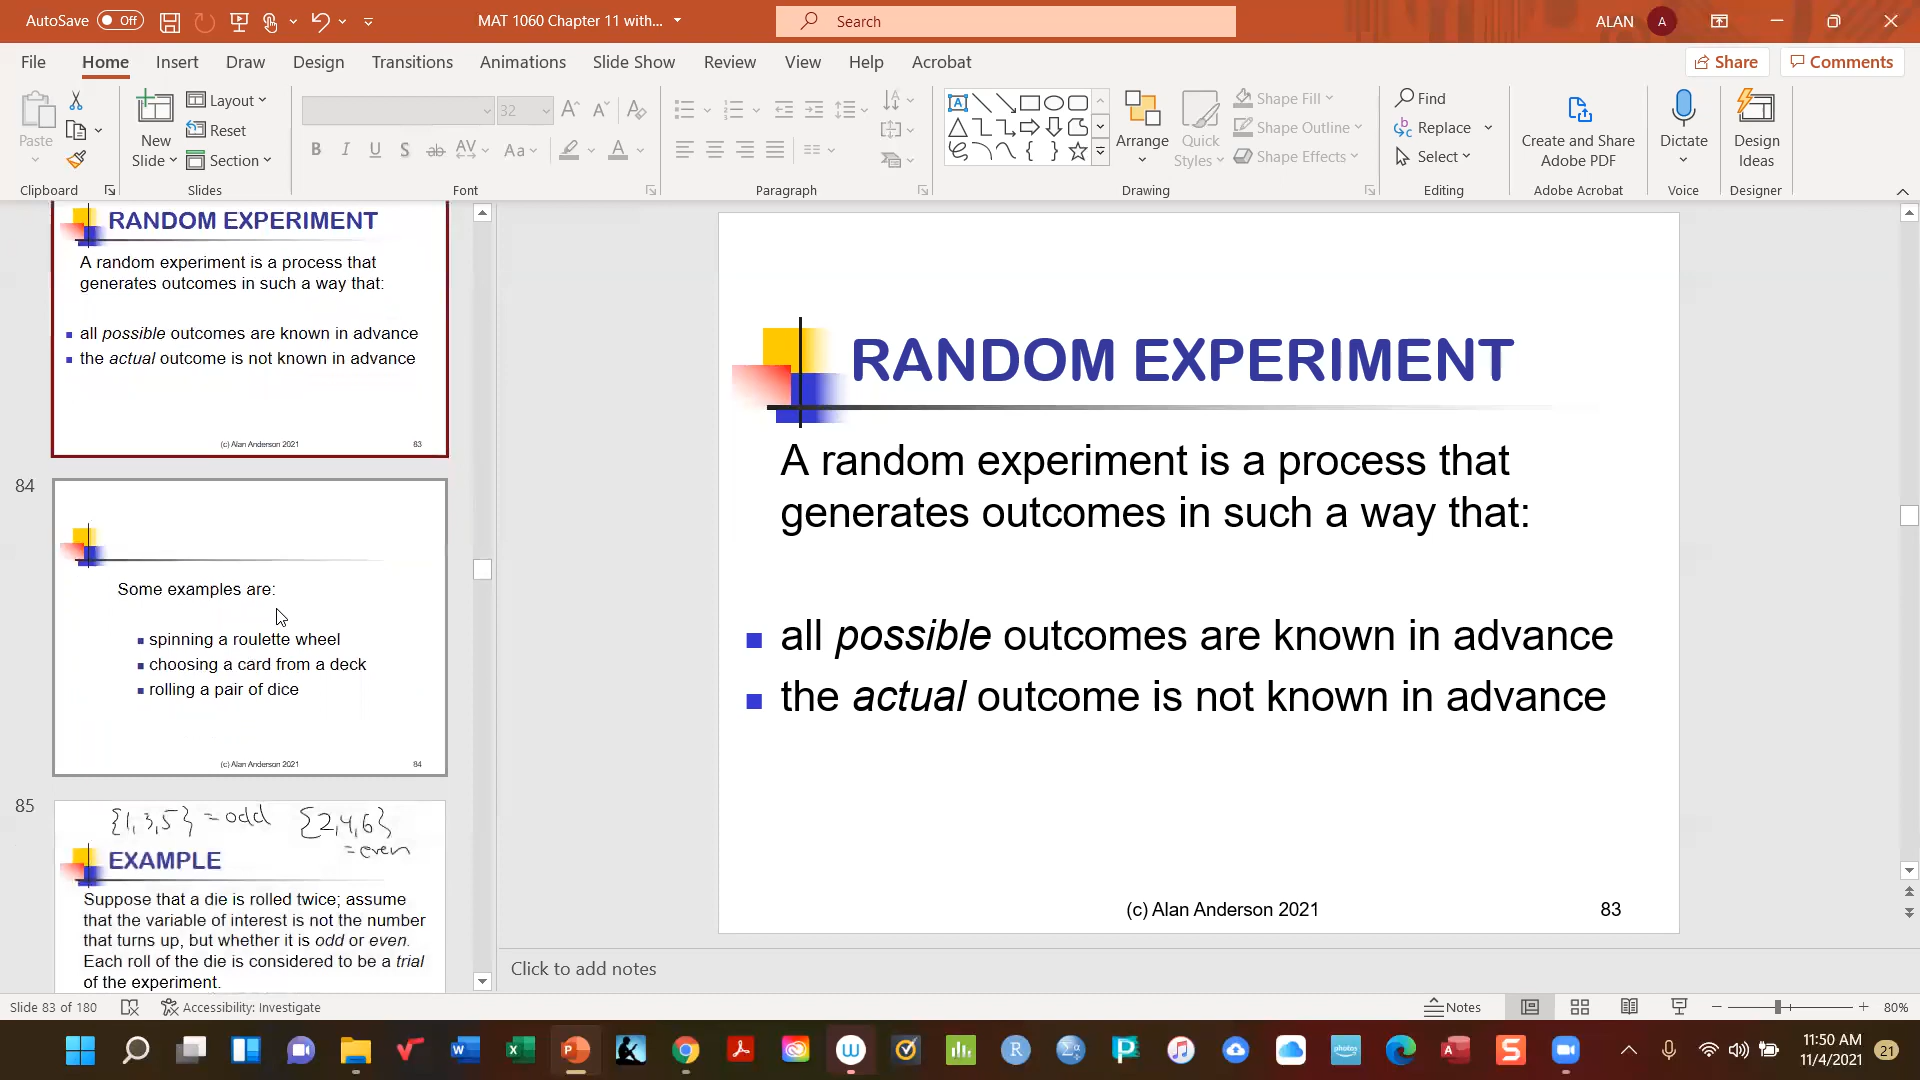 AutoSave Off
MAT 1060 Chapter 11 with...
Search
ALAN A
File Home Insert Draw Design Transitions Animations Slide Show Review View Help Acrobat
Share Comments
Paste
New Slide
Layout
Reset
Section
32
B I U S ab AV Aa A
Arrange
Quick Styles
Shape Fill
Shape Outline
Shape Effects
Find
Replace
Select
Create and Share Adobe PDF
Dictate
Design Ideas
Clipboard Slides Font Paragraph Drawing Editing Adobe Acrobat Voice Designer
RANDOM EXPERIMENT
A random experiment is a process that
generates outcomes in such a way that:
all possible outcomes are known in advance
the actual outcome is not known in advance
(c) Alan Anderson 2021 83
84
Some examples are:
spinning a roulette wheel
choosing a card from a deck
rolling a pair of dice
(c) Alan Anderson 2021 84
85
{1,3,5} = odd {2,4,6}
= even
EXAMPLE
Suppose that a die is rolled twice; assume
that the variable of interest is not the number
that turns up, but whether it is odd or even.
Each roll of the die is considered to be a trial
of the experiment.
RANDOM EXPERIMENT
A random experiment is a process that
generates outcomes in such a way that:
all possible outcomes are known in advance
the actual outcome is not known in advance
(c) Alan Anderson 2021 83
Click to add notes
Slide 83 of 180 Accessibility: Investigate Notes 80%
11:50 AM
11/4/2021 21